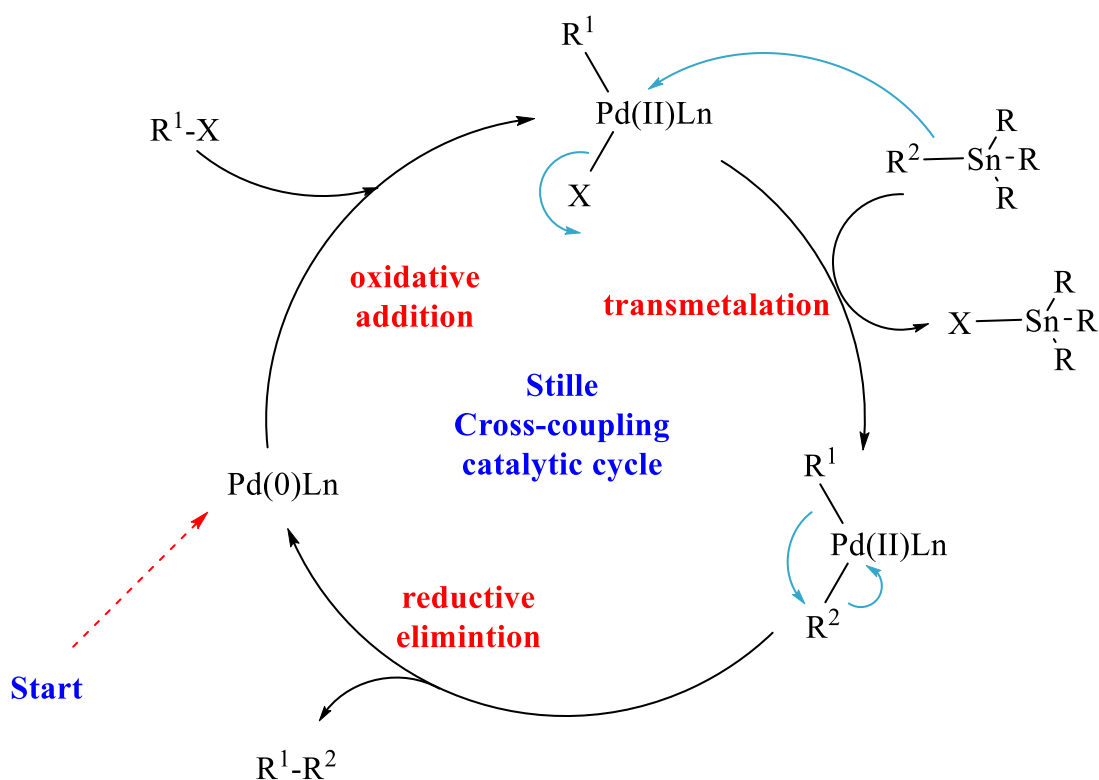 R¹
Pd(II)Ln
X
R¹-X
R²
Sn
R
R
R
oxidative
addition
transmetalation
X
Sn
R
R
R
Stille
Cross-coupling
catalytic cycle
R¹
Pd(II)Ln
R²
Pd(0)Ln
reductive
elimintion
Start
R¹-R²